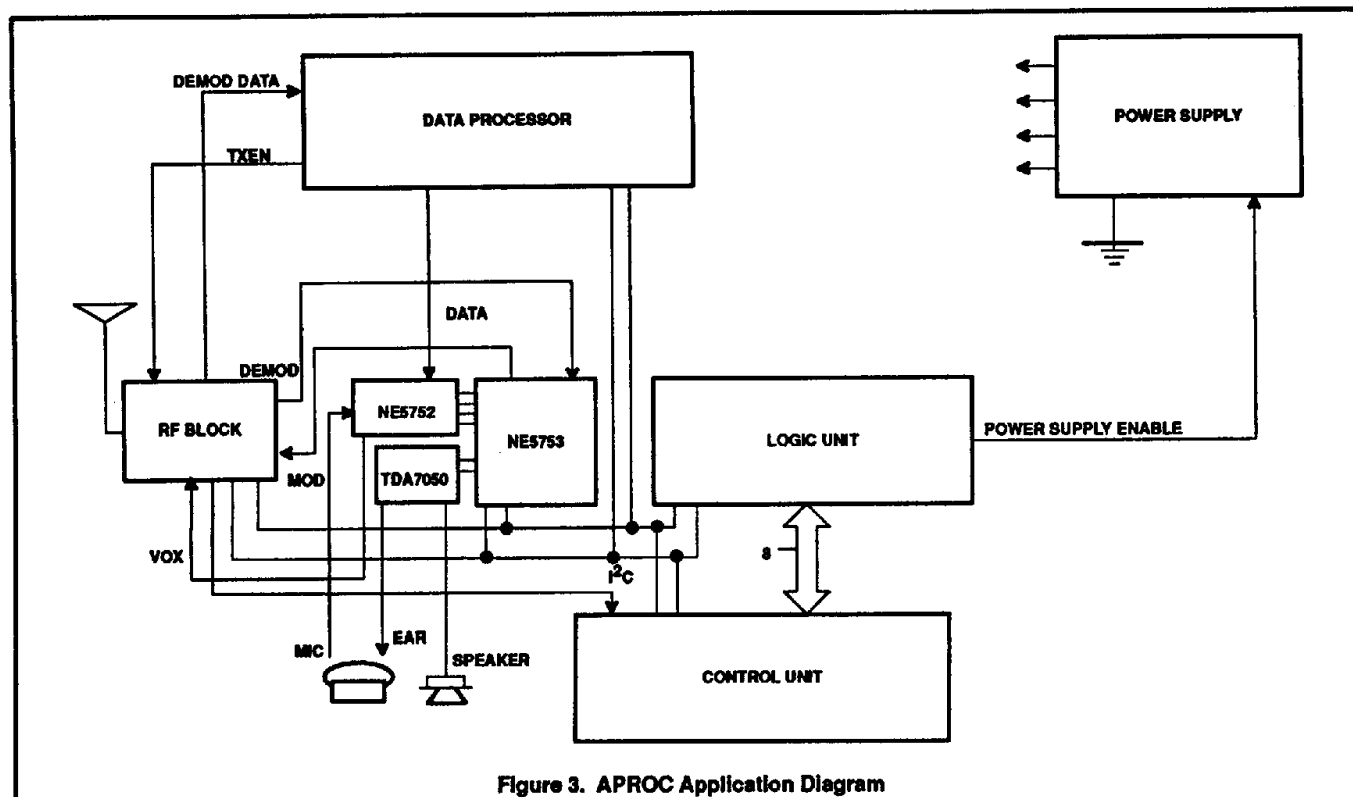 DEMOD DATA
DATA PROCESSOR
POWER SUPPLY
TXEN
DATA
DEMOD
NE5752
RF BLOCK
NE5753
LOGIC UNIT
POWER SUPPLY ENABLE
TDA7050
MOD
VOX
8
I²C
MIC
EAR
SPEAKER
CONTROL UNIT
Figure 3. APROC Application Diagram